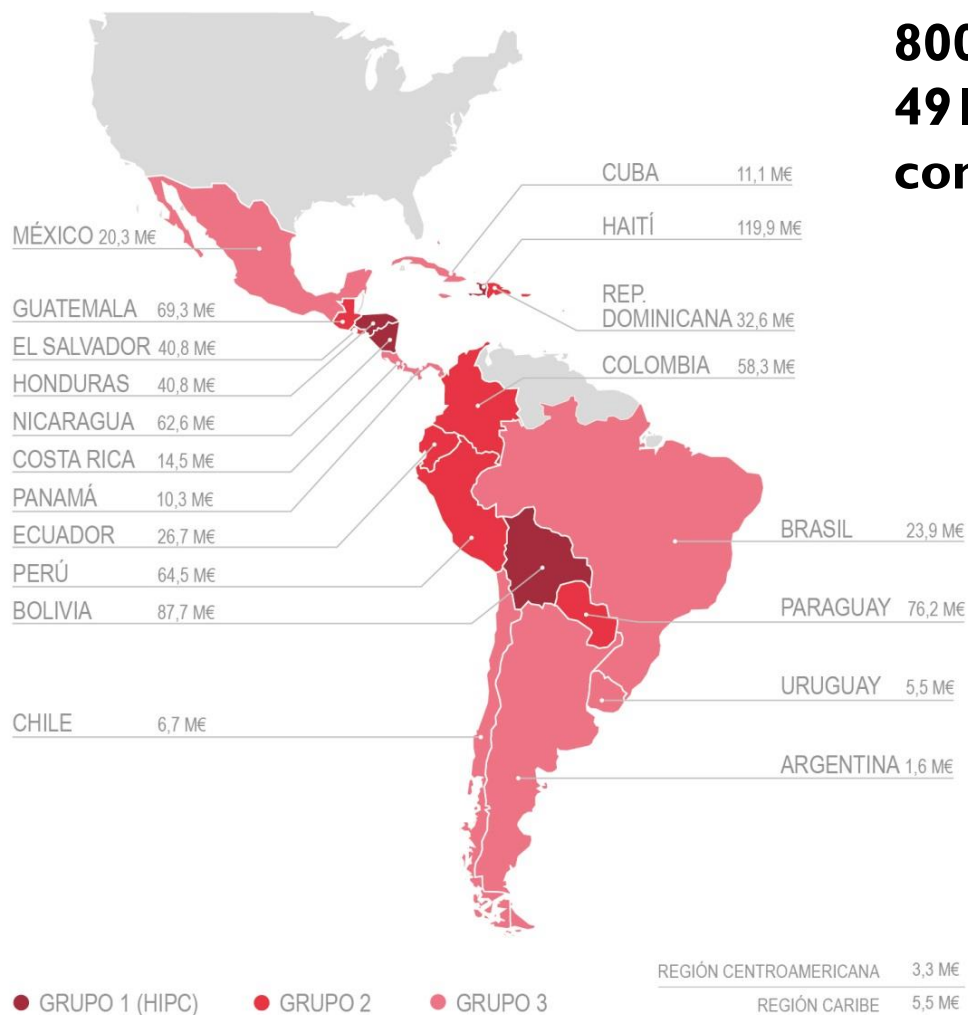 800
491
con
MÉXICO 20,3 M€
GUATEMALA 69,3 M€
EL SALVADOR 40,8 M€
HONDURAS 40,8 M€
NICARAGUA 62,6 M€
COSTA RICA 14,5 M€
PANAMÁ 10,3 M€
ECUADOR 26,7 M€
PERÚ 64,5 M€
BOLIVIA 87,7 M€
CHILE 6,7 M€
CUBA 11,1 M€
HAITÍ 119,9 M€
REP.
DOMINICANA 32,6 M€
COLOMBIA 58,3 M€
BRASIL 23,9 M€
PARAGUAY 76,2 M€
URUGUAY 5,5 M€
ARGENTINA 1,6 M€
GRUPO 1 (HIPC) GRUPO 2 GRUPO 3
REGIÓN CENTROAMERICANA 3,3 M€
REGIÓN CARIBE 5,5 M€